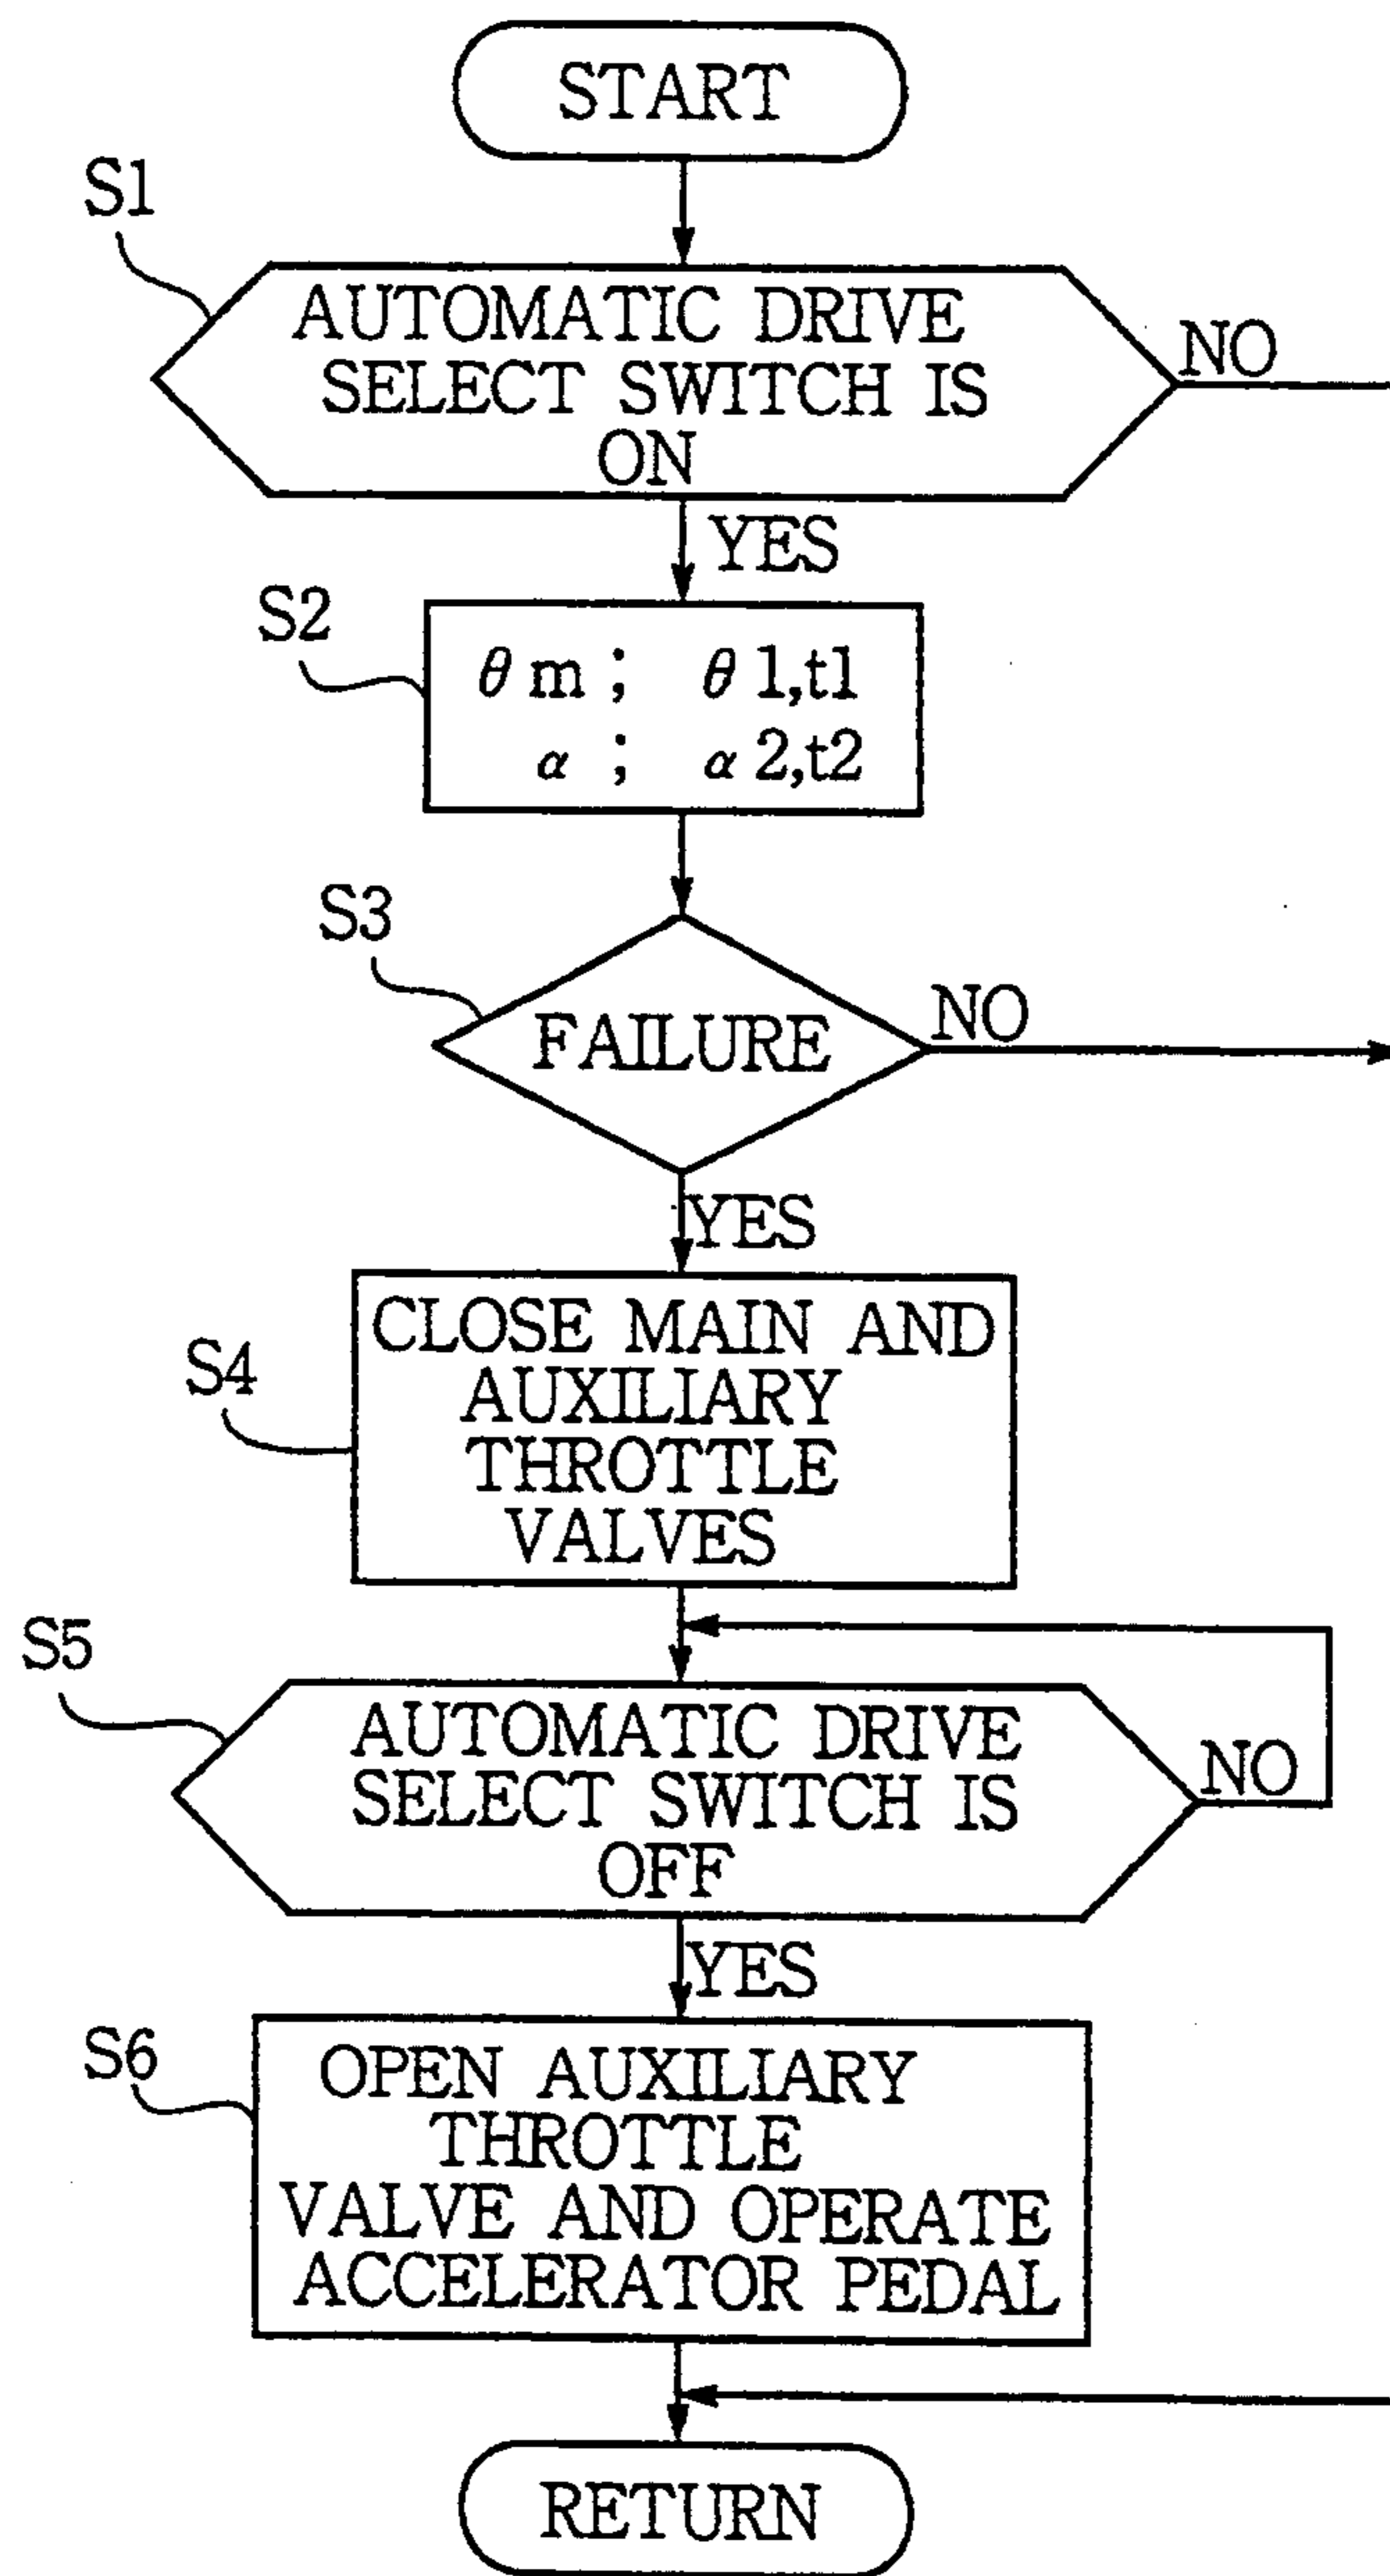 START
S1
AUTOMATIC DRIVE
SELECT SWITCH IS
ON
NO
YES
S2
θm ; θ1,t1
α ; α2,t2
S3
FAILURE
NO
YES
S4
CLOSE MAIN AND
AUXILIARY
THROTTLE
VALVES
S5
AUTOMATIC DRIVE
SELECT SWITCH IS
OFF
NO
YES
S6
OPEN AUXILIARY
THROTTLE
VALVE AND OPERATE
ACCELERATOR PEDAL
RETURN